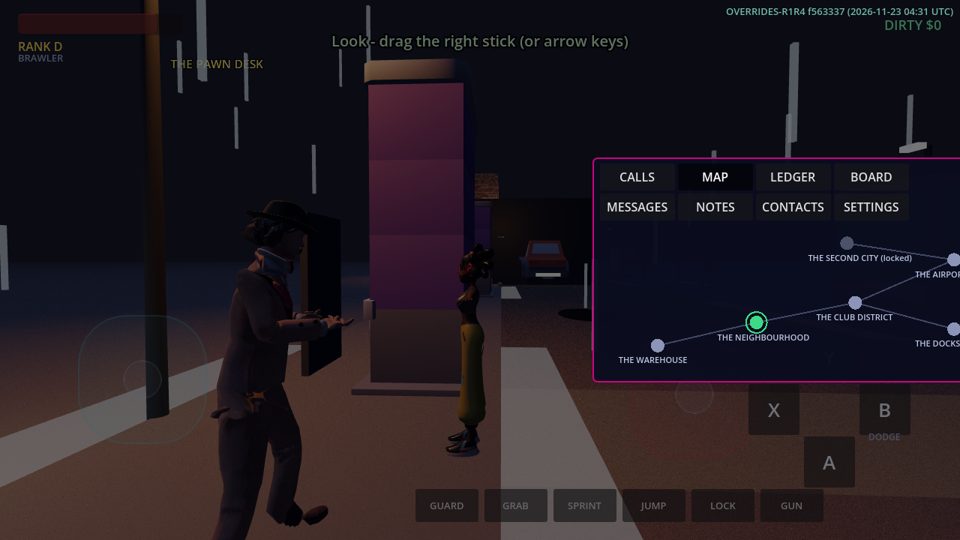 OVERRIDES-R1R4 f563337 (2026-11-23 04:31 UTC)
DIRTY $0
RANK D
BRAWLER
Look - drag the right stick (or arrow keys)
THE PAWN DESK
CALLS MAP LEDGER BOARD
MESSAGES NOTES CONTACTS SETTINGS
THE SECOND CITY (locked)
THE AIRPOR
THE CLUB DISTRICT
THE NEIGHBOURHOOD
THE DOCKS
THE WAREHOUSE
Y
X
B
DODGE
A
GUARD GRAB SPRINT JUMP LOCK GUN